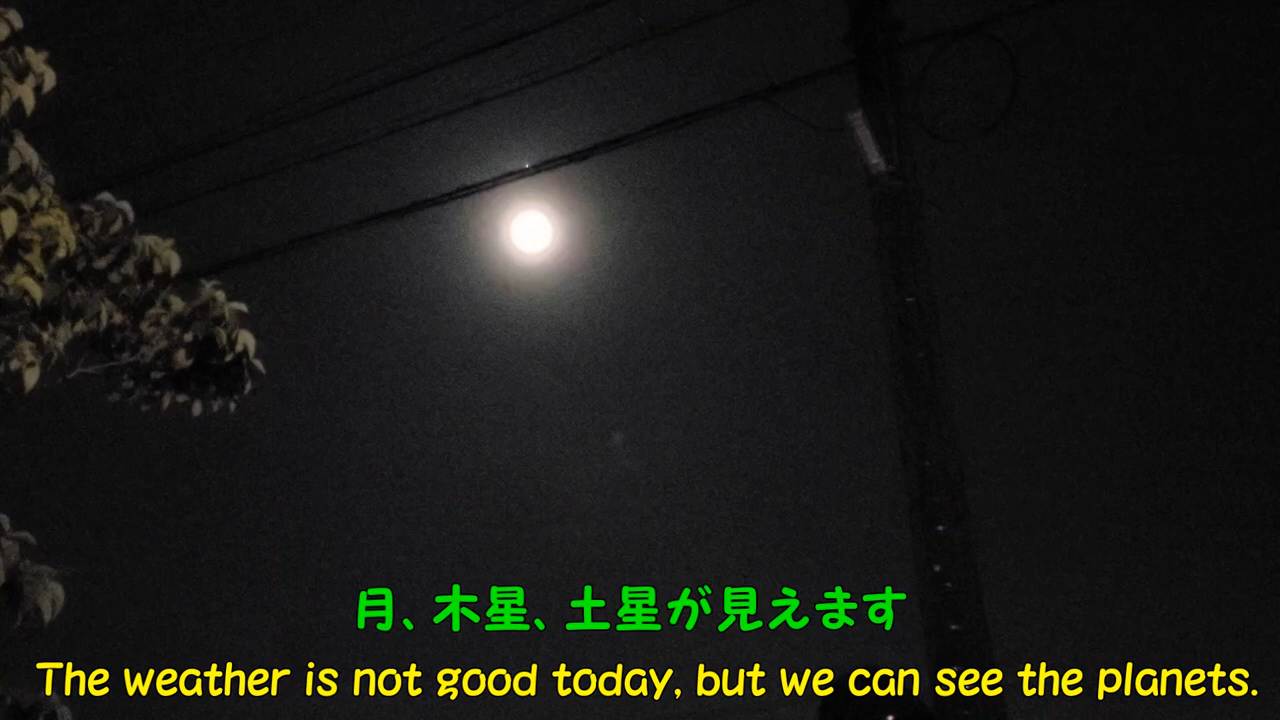 月、木星、土星が見えます
The weather is not good today, but we can see the planets.